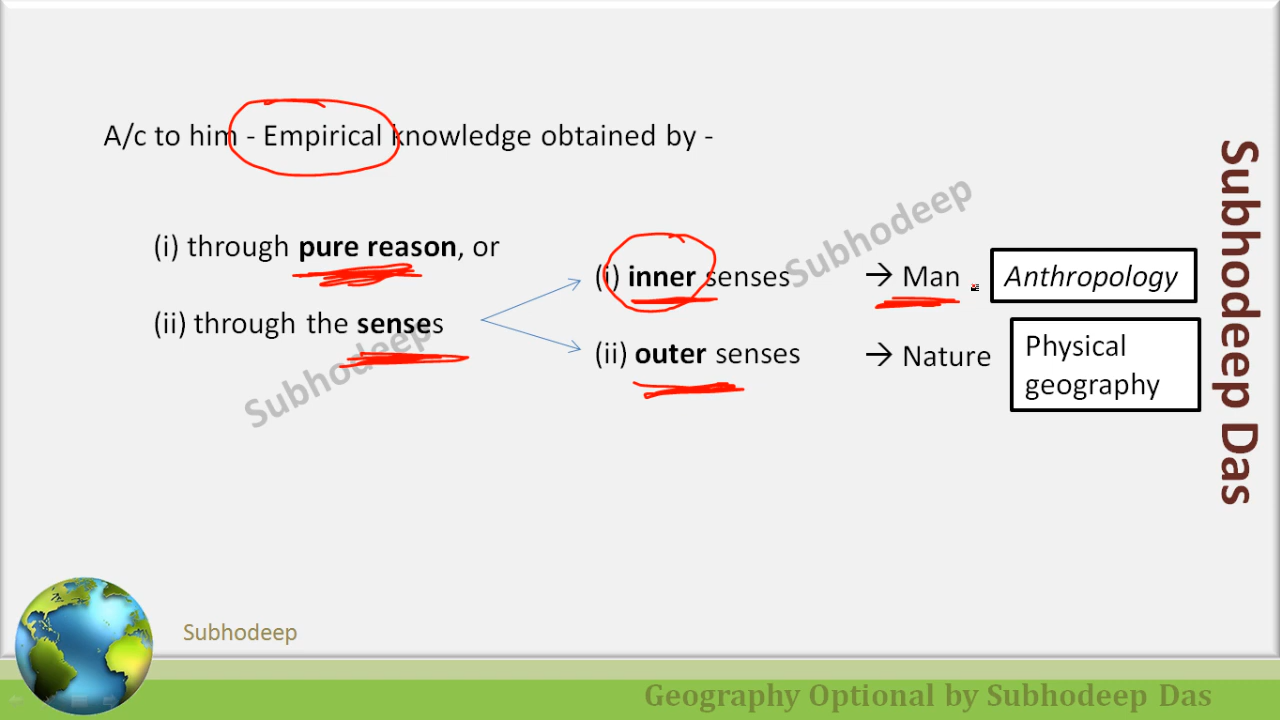 A/c to him - Empirical knowledge obtained by -
(i) through pure reason, or
(ii) through the senses
(i) inner senses → Man
Anthropology
(ii) outer senses → Nature
Physical
geography
Subhodeep
Subhodeep
Subhodeep Das
Subhodeep
Geography Optional by Subhodeep Das